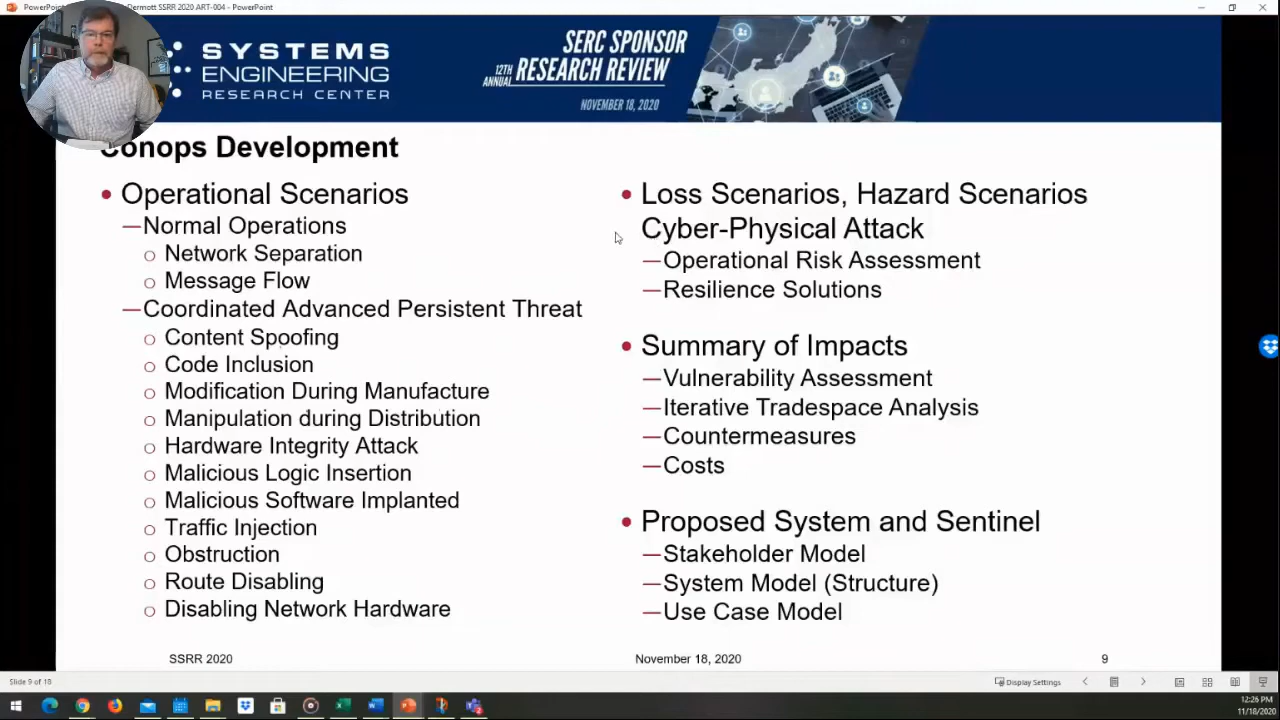 PowerPoint
Dermott SSRR 2020 ART-004 - PowerPoint
SYSTEMS
ENGINEERING
RESEARCH CENTER
12TH
ANNUAL
SERC SPONSOR
RESEARCH REVIEW
NOVEMBER 18, 2020
Conops Development
• Operational Scenarios
—Normal Operations
o Network Separation
o Message Flow
—Coordinated Advanced Persistent Threat
o Content Spoofing
o Code Inclusion
o Modification During Manufacture
o Manipulation during Distribution
o Hardware Integrity Attack
o Malicious Logic Insertion
o Malicious Software Implanted
o Traffic Injection
o Obstruction
o Route Disabling
o Disabling Network Hardware
• Loss Scenarios, Hazard Scenarios
Cyber-Physical Attack
—Operational Risk Assessment
—Resilience Solutions
• Summary of Impacts
—Vulnerability Assessment
—Iterative Tradespace Analysis
—Countermeasures
—Costs
• Proposed System and Sentinel
—Stakeholder Model
—System Model (Structure)
—Use Case Model
SSRR 2020
November 18, 2020
9
Slide 9 of 18
Display Settings
12:26 PM
11/18/2020